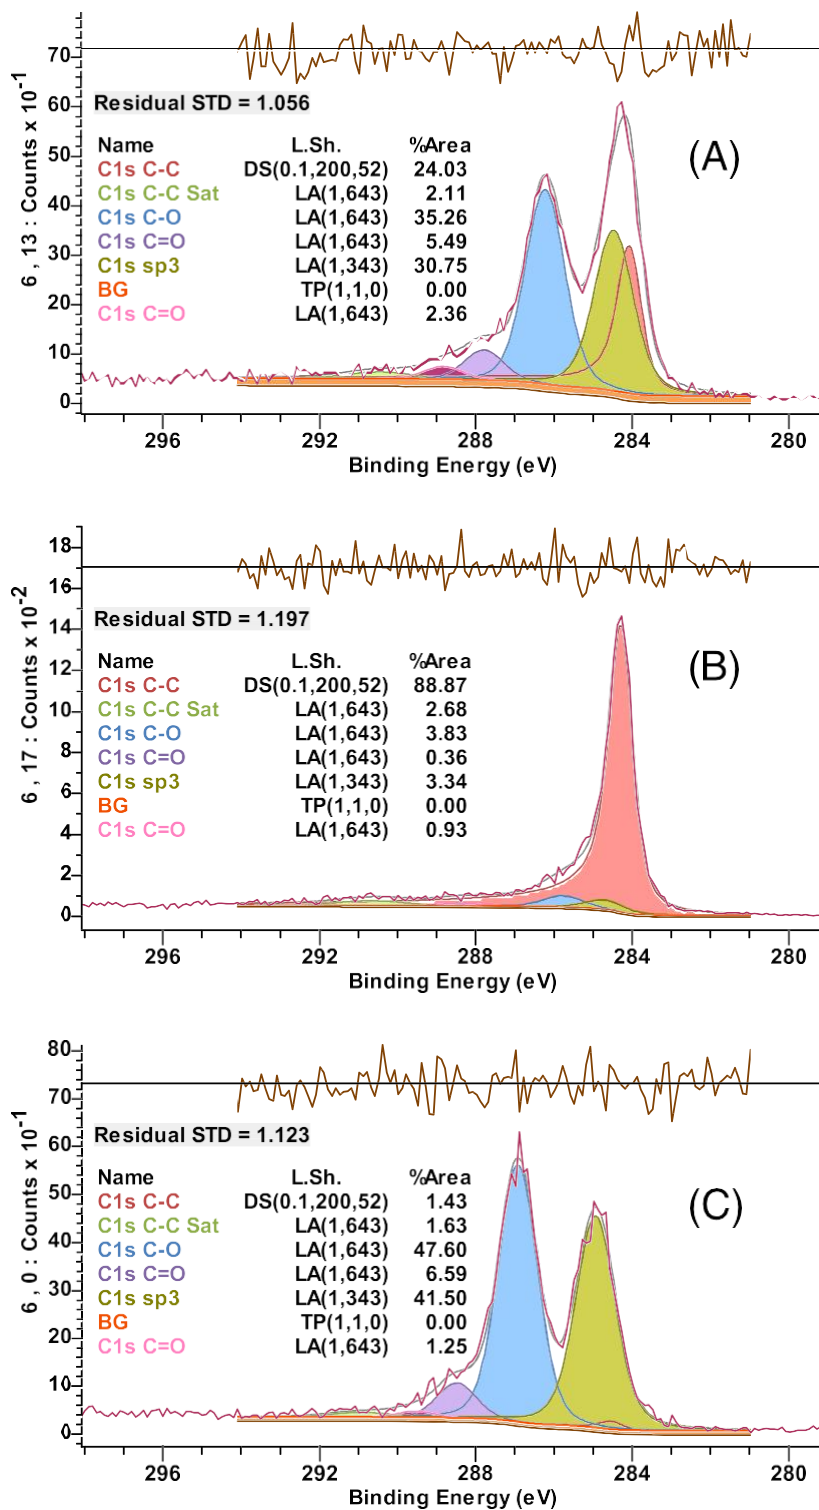 70
Residual STD = 1.056
60
Name L.Sh. %Area
(A)
C1s C-C DS(0.1,200,52) 24.03
50
C1s C-C Sat LA(1,643) 2.11
C1s C-O LA(1,643) 35.26
40
C1s C=O LA(1,643) 5.49
C1s sp3 LA(1,343) 30.75
30
BG TP(1,1,0) 0.00
C1s C=O LA(1,643) 2.36
20
10
0
6 , 13 : Counts x 10-1
296 292 288 284 280
Binding Energy (eV)
18
16
Residual STD = 1.197
14
Name L.Sh. %Area
(B)
C1s C-C DS(0.1,200,52) 88.87
12
C1s C-C Sat LA(1,643) 2.68
10
C1s C-O LA(1,643) 3.83
8
C1s C=O LA(1,643) 0.36
C1s sp3 LA(1,343) 3.34
6
BG TP(1,1,0) 0.00
C1s C=O LA(1,643) 0.93
4
2
0
6 , 17 : Counts x 10-2
296 292 288 284 280
Binding Energy (eV)
80
70
Residual STD = 1.123
60
Name L.Sh. %Area
C1s C-C DS(0.1,200,52) 1.43
(C)
50
C1s C-C Sat LA(1,643) 1.63
C1s C-O LA(1,643) 47.60
40
C1s C=O LA(1,643) 6.59
C1s sp3 LA(1,343) 41.50
30
BG TP(1,1,0) 0.00
C1s C=O LA(1,643) 1.25
20
10
0
6 , 0 : Counts x 10-1
296 292 288 284 280
Binding Energy (eV)